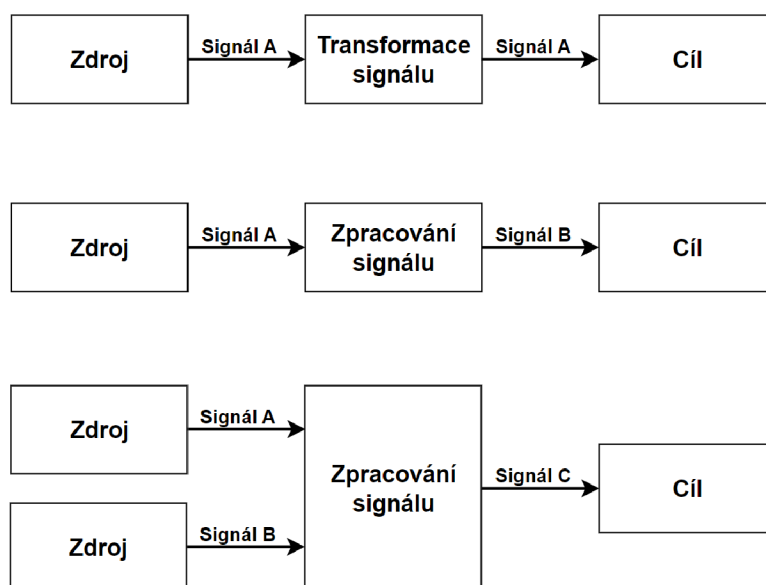 Zdroj
Signál A
Transformace
signálu
Signál A
Cíl
Zdroj
Signál A
Zpracování
signálu
Signál B
Cíl
Zdroj
Signál A
Zdroj
Signál B
Zpracování
signálu
Signál C
Cíl